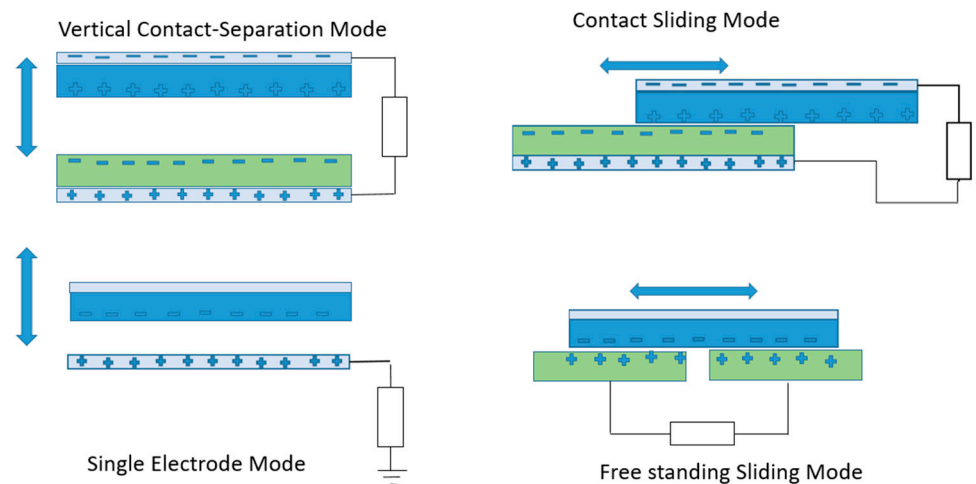 Vertical Contact-Separation Mode
Contact Sliding Mode
Single Electrode Mode
Free standing Sliding Mode